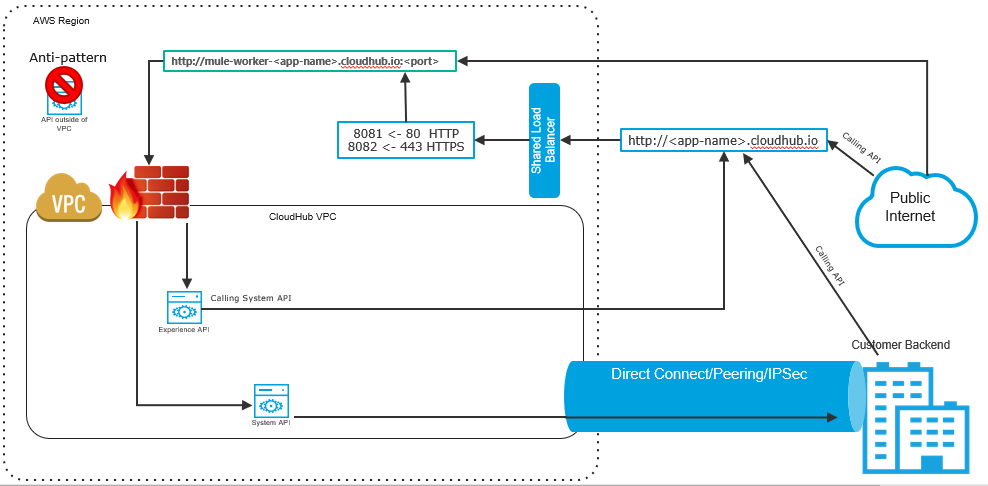 AWS Region
Anti-pattern
API outside of
VPC
http://mule-worker-<app-name>.cloudhub.io:<port>
8081 <- 80 HTTP
8082 <- 443 HTTPS
Shared Load
Balancer
http://<app-name>.cloudhub.io
Calling API
Public
Internet
VPC
CloudHub VPC
Calling API
Calling System API
Experience API
Customer Backend
Direct Connect/Peering/IPSec
System API